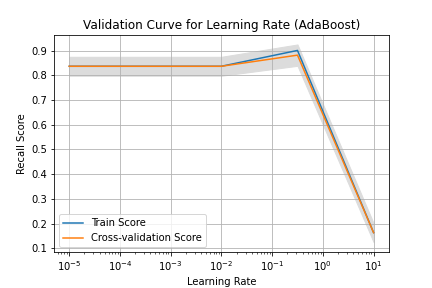 Validation Curve for Learning Rate (AdaBoost)
Recall Score
0.9
0.8
0.7
0.6
0.5
0.4
0.3
0.2
0.1
Train Score
Cross-validation Score
10⁻⁵ 10⁻⁴ 10⁻³ 10⁻² 10⁻¹ 10⁰ 10¹
Learning Rate